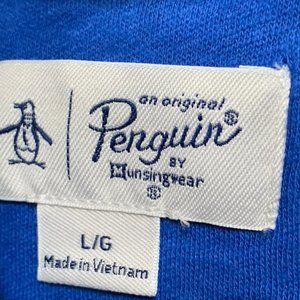 an original
Penguin®
BY
Munsingwear
®
L/G
Made in Vietnam